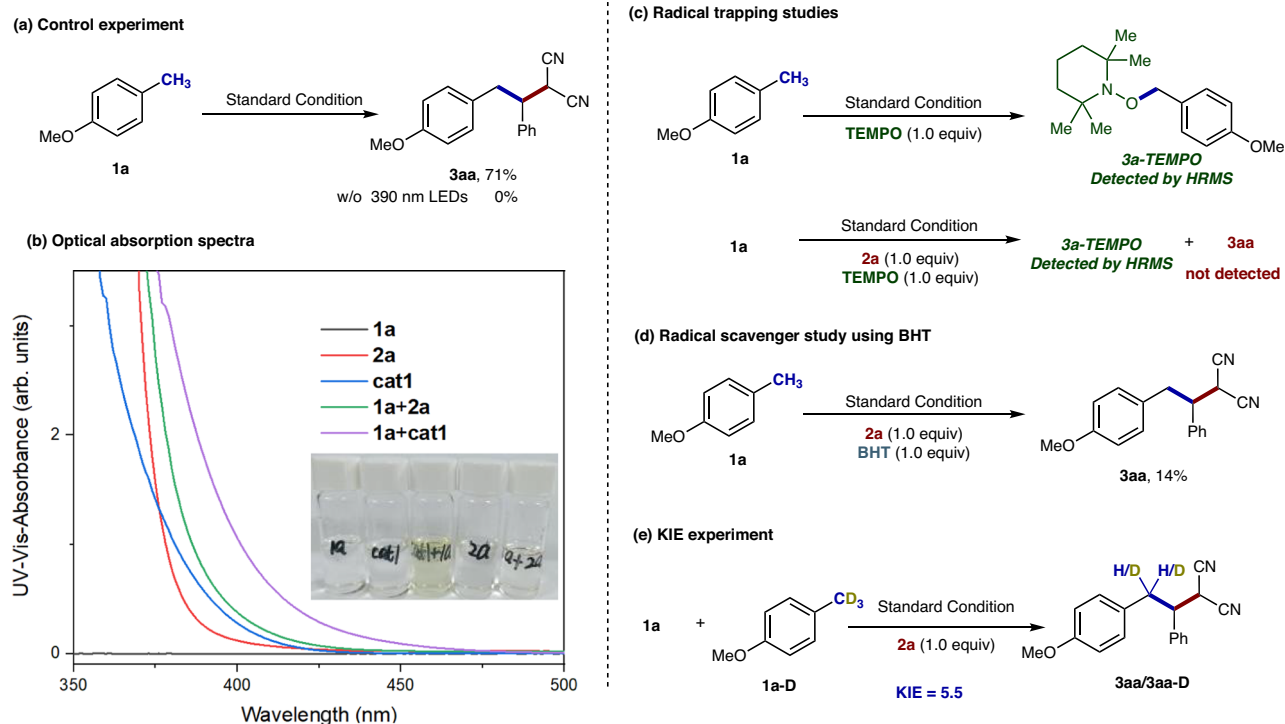 (a) Control experiment
CH3
MeO
1a
Standard Condition
CN
CN
Ph
MeO
3aa, 71%
w/o 390 nm LEDs 0%
(b) Optical absorption spectra
UV-Vis-Absorbance (arb. units)
2
0
1a
2a
cat1
1a+2a
1a+cat1
1a
cat1
2a
350
400
450
500
Wavelength (nm)
(c) Radical trapping studies
CH3
MeO
1a
Standard Condition
TEMPO (1.0 equiv)
Me
Me
N
O
Me
Me
OMe
3a-TEMPO
Detected by HRMS
1a
Standard Condition
2a (1.0 equiv)
TEMPO (1.0 equiv)
3a-TEMPO
Detected by HRMS
+
3aa
not detected
(d) Radical scavenger study using BHT
CH3
MeO
1a
Standard Condition
2a (1.0 equiv)
BHT (1.0 equiv)
CN
CN
Ph
MeO
3aa, 14%
(e) KIE experiment
1a
+
CD3
MeO
1a-D
Standard Condition
2a (1.0 equiv)
KIE = 5.5
H/D H/D
CN
CN
Ph
MeO
3aa/3aa-D